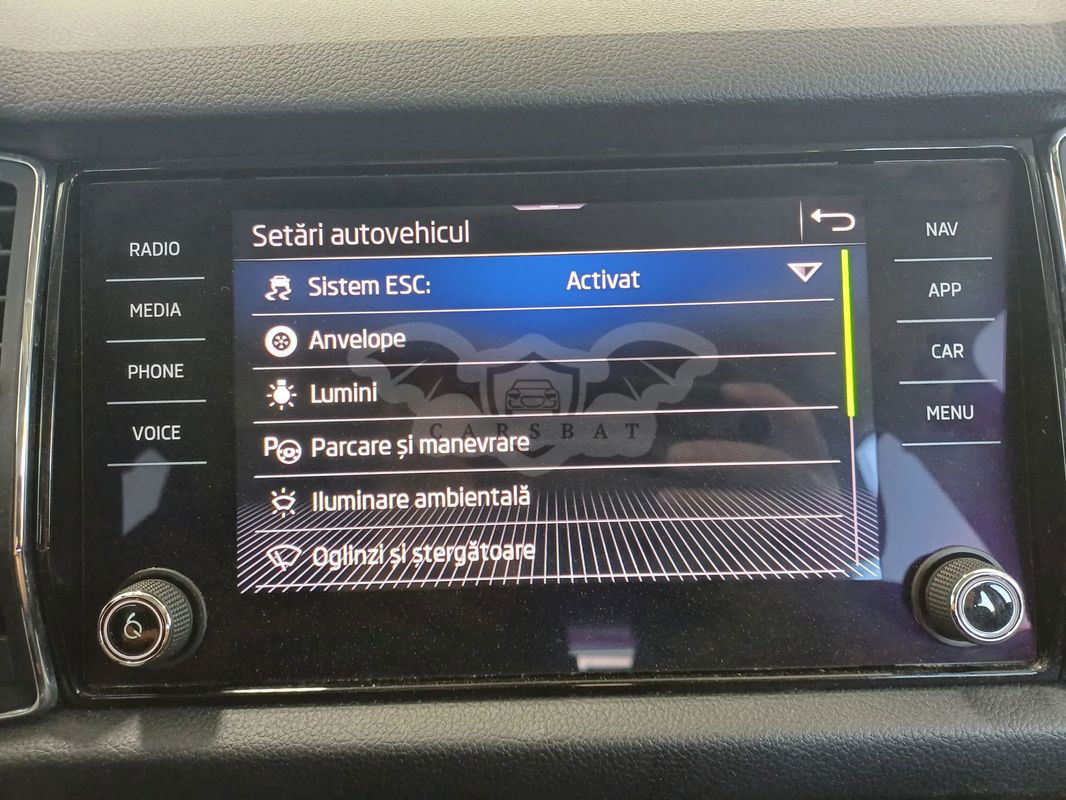 Setări autovehicul
Sistem ESC: Activat
Anvelope
Lumini
Parcare și manevrare
Iluminare ambientală
Oglinzi și ștergătoare
RADIO
MEDIA
PHONE
VOICE
NAV
APP
CAR
MENU
CARSBAT